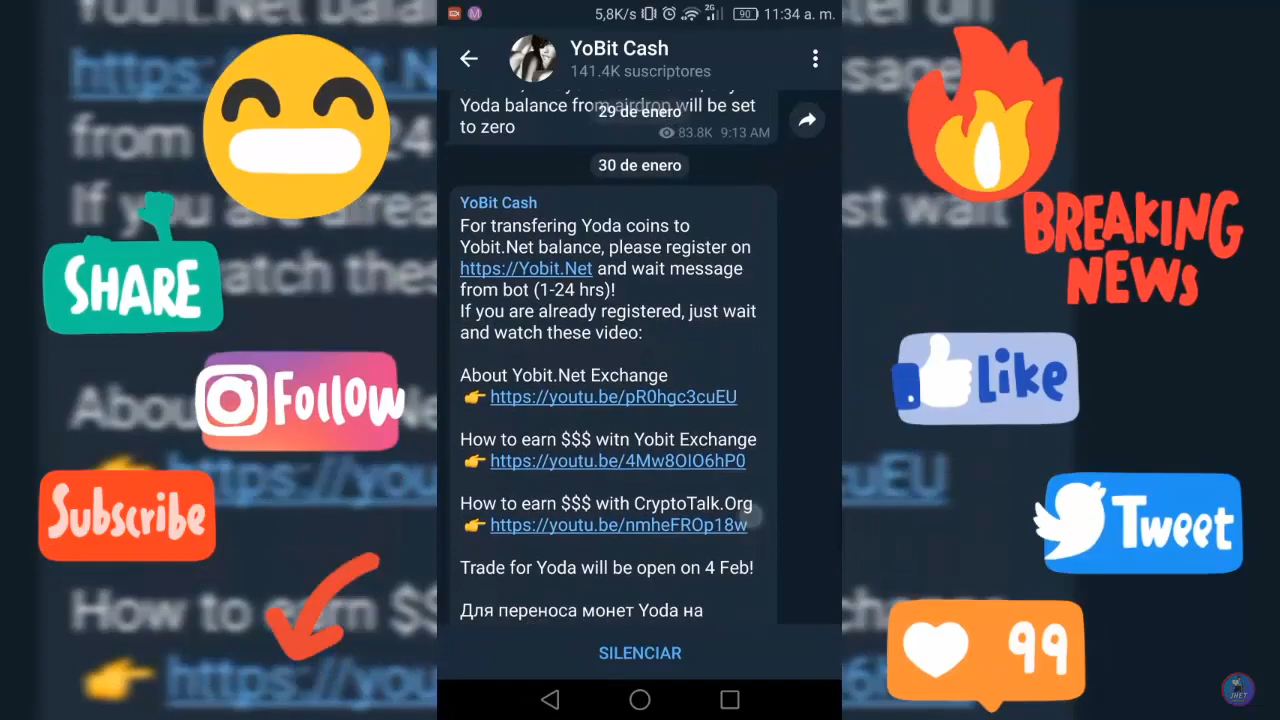 5,8K/s
2G
90
11:34 a. m.
YoBit Cash
141.4K suscriptores
Yoda balance from airdrop will be set
to zero
29 de enero
83.8K 9:13 AM
30 de enero
YoBit Cash
For transfering Yoda coins to
Yobit.Net balance, please register on
https://Yobit.Net and wait message
from bot (1-24 hrs)!
If you are already registered, just wait
and watch these video:
About Yobit.Net Exchange
👉 https://youtu.be/pR0hgc3cuEU
How to earn $$$ witn Yobit Exchange
👉 https://youtu.be/4Mw8OIO6hP0
How to earn $$$ with CryptoTalk.Org
👉 https://youtu.be/nmheFROp18w
Trade for Yoda will be open on 4 Feb!
Для переноса монет Yoda на
SILENCIAR
SHARE
Follow
Subscribe
BREAKING
NEWS
Like
Tweet
99
JHET